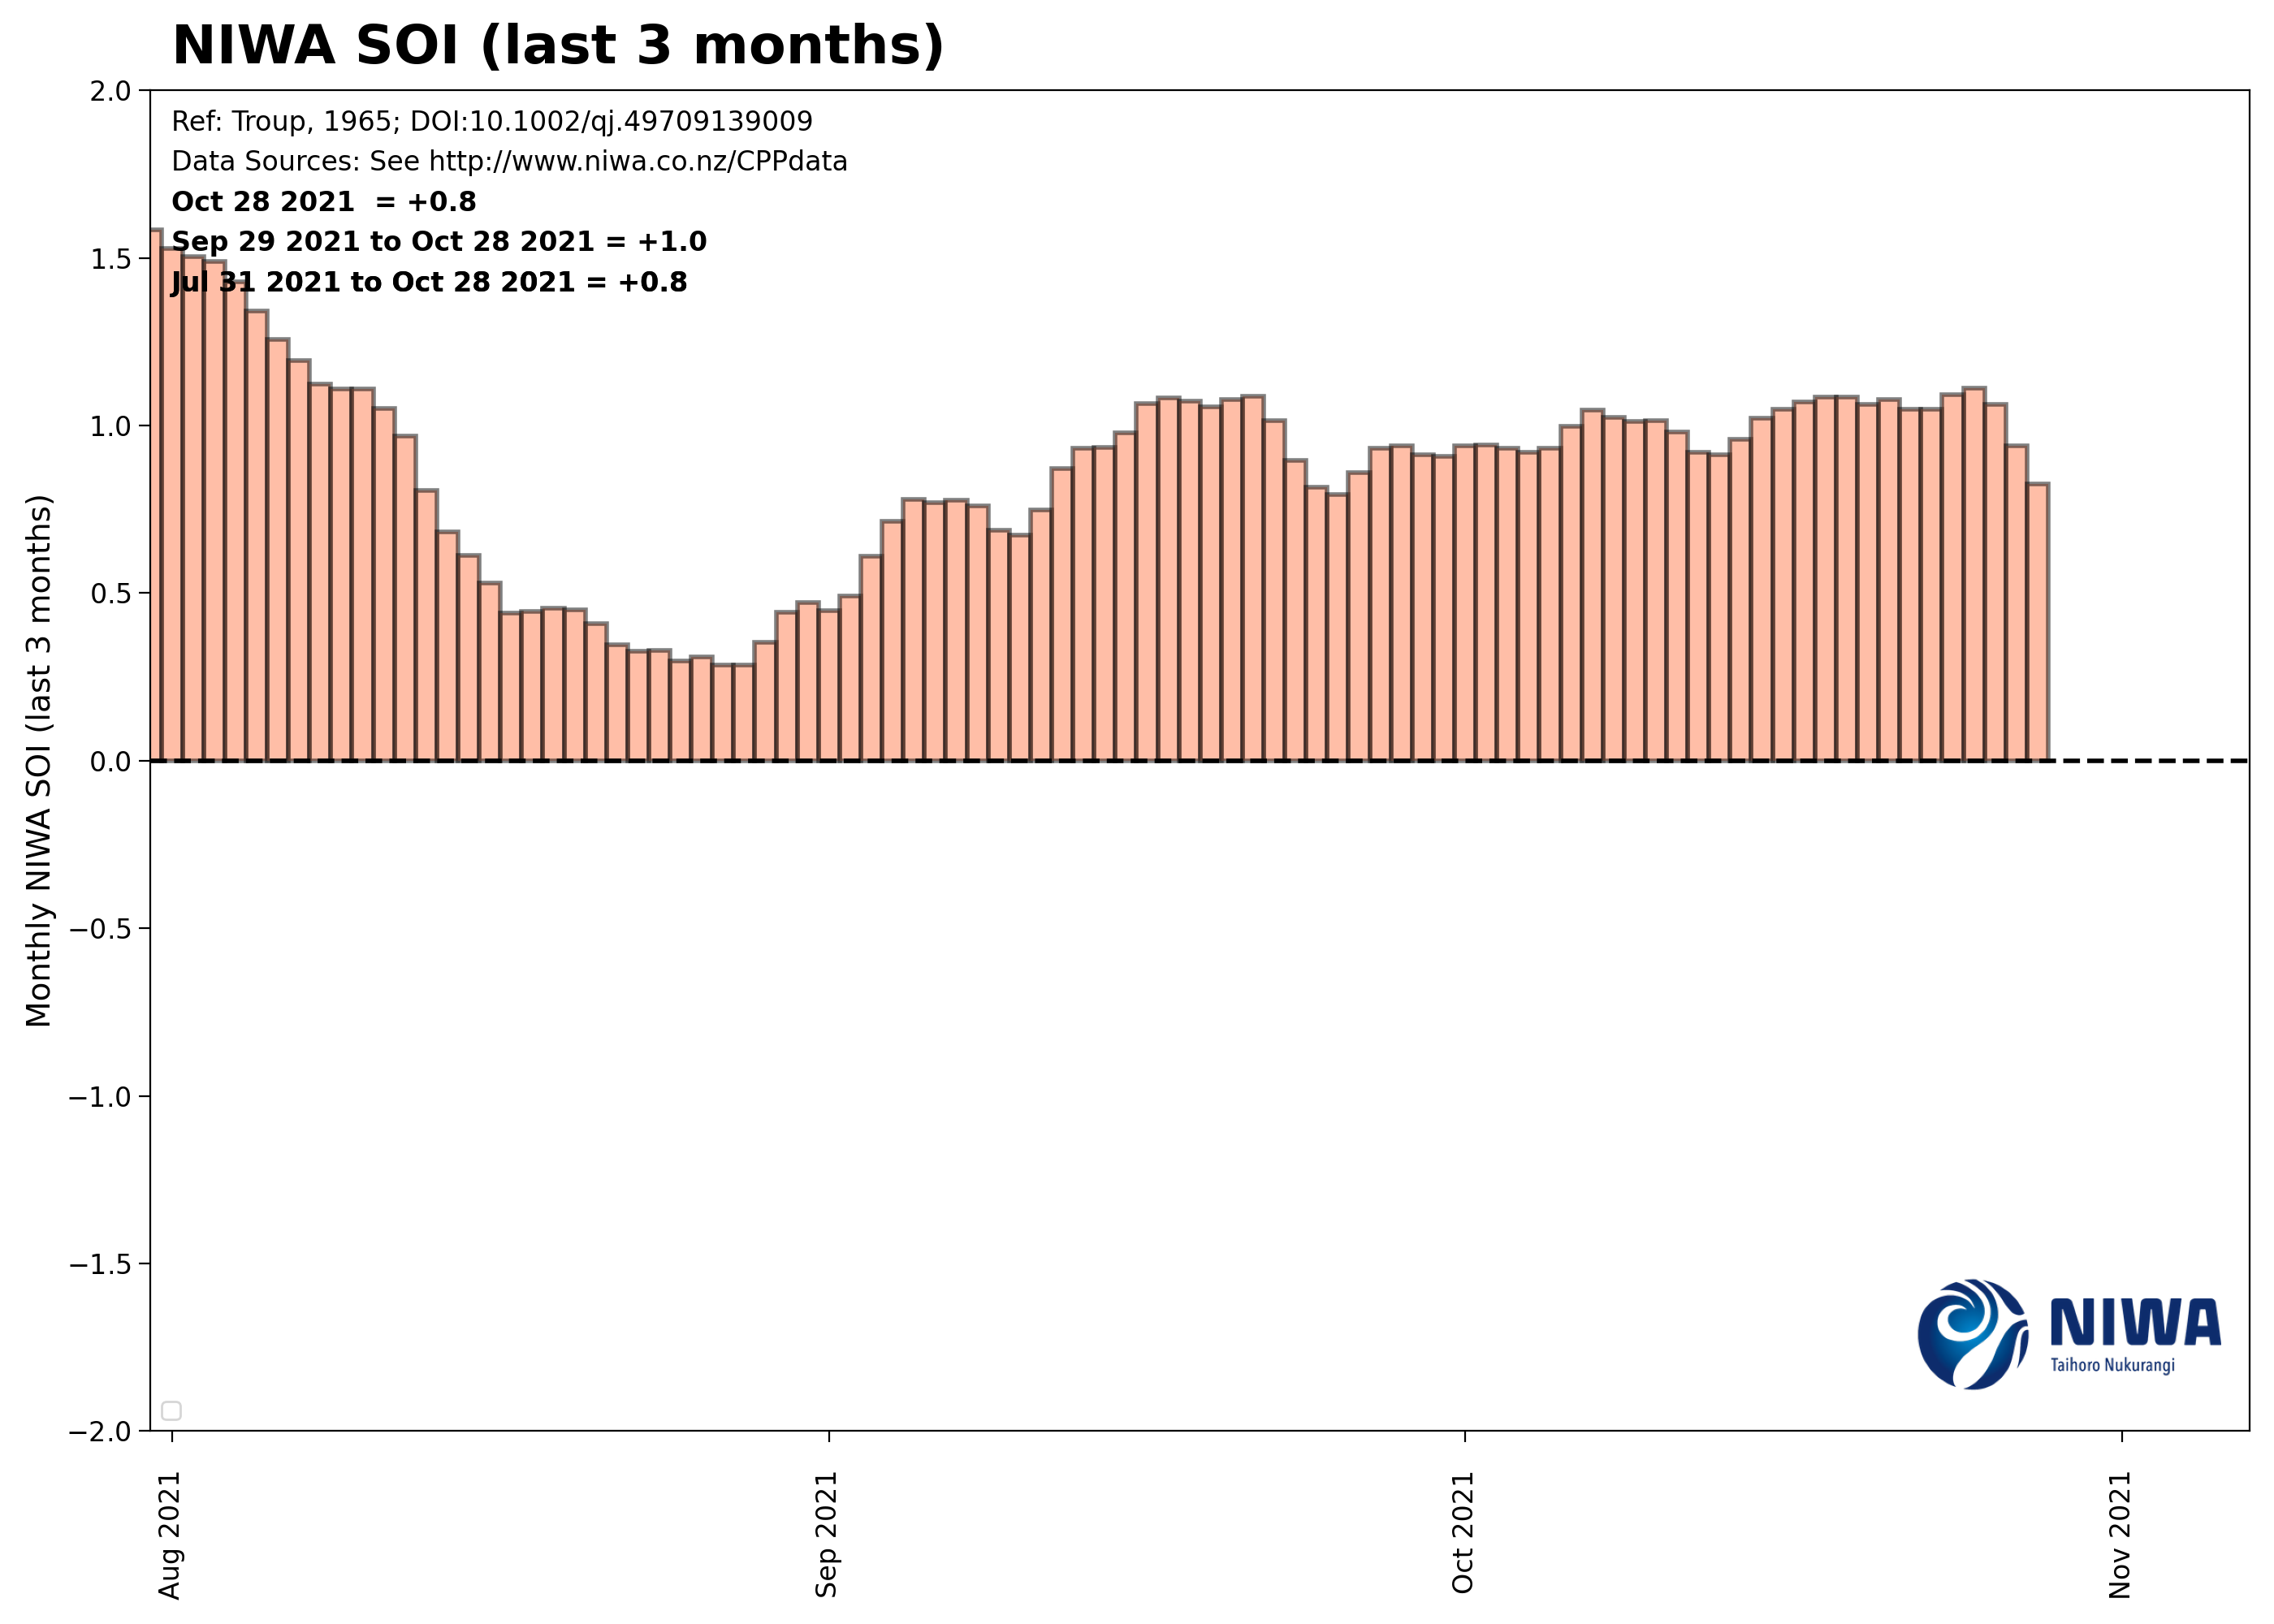 NIWA SOI (last 3 months)
Ref: Troup, 1965; DOI:10.1002/qj.49709139009
Data Sources: See http://www.niwa.co.nz/CPPdata
Oct 28 2021  = +0.8
Sep 29 2021 to Oct 28 2021 = +1.0
Jul 31 2021 to Oct 28 2021 = +0.8
Monthly NIWA SOI (last 3 months)
2.0
1.5
1.0
0.5
0.0
−0.5
−1.0
−1.5
−2.0
Aug 2021
Sep 2021
Oct 2021
Nov 2021
NIWA
Taihoro Nukurangi